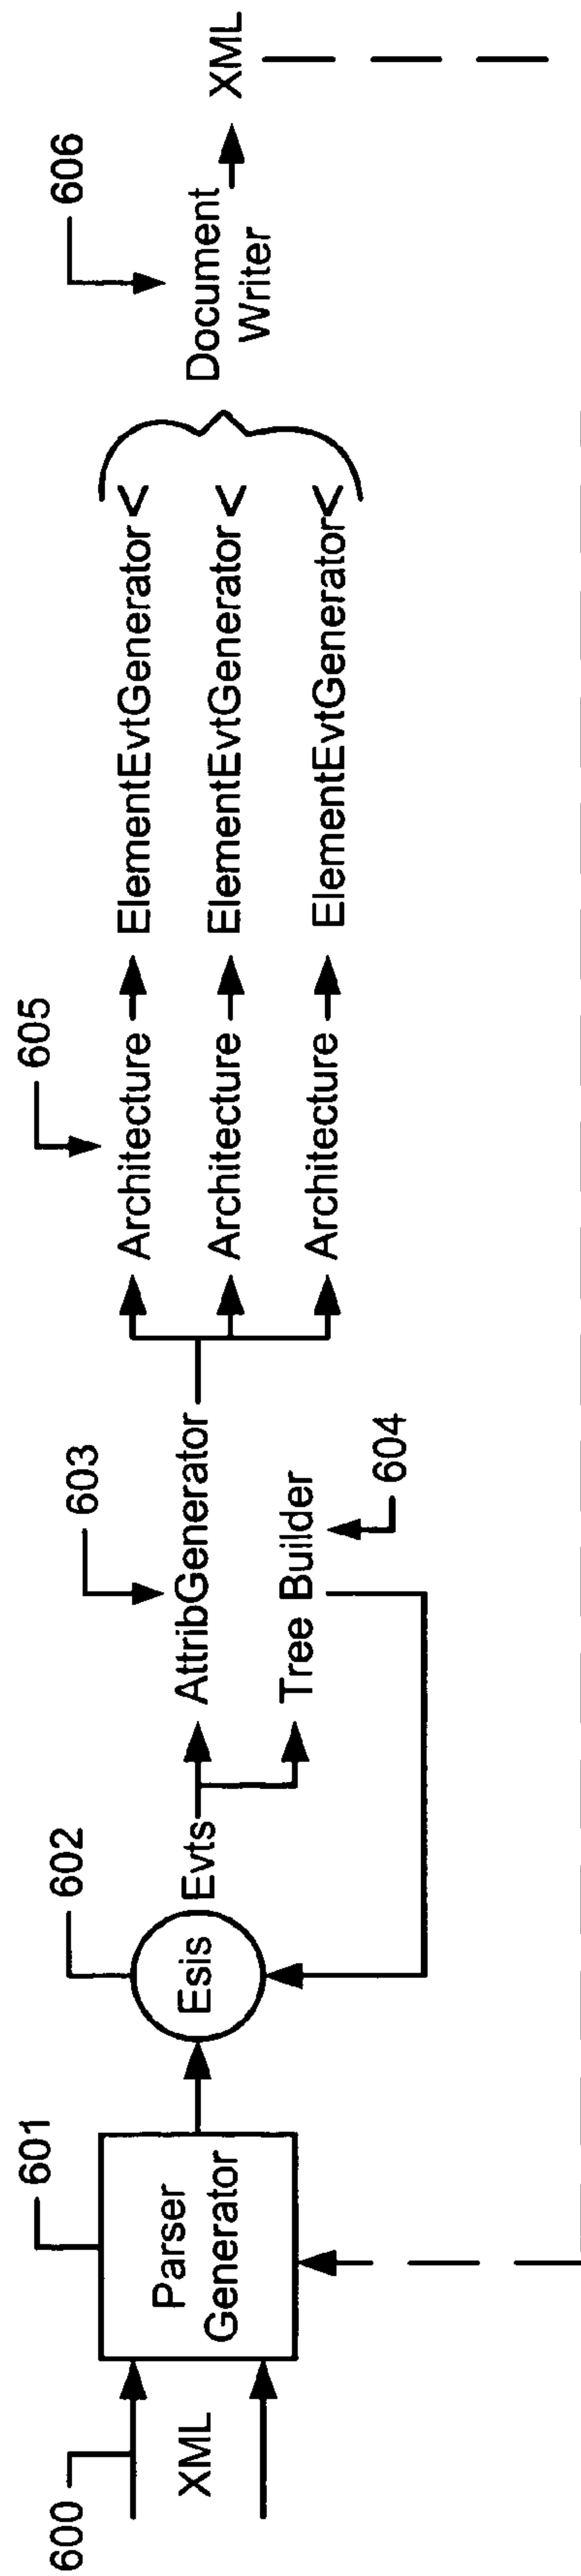 600
XML
601
Parser
Generator
602
Esis
Evts
603
AttribGenerator
Tree Builder
604
605
Architecture
ElementEvtGenerator
<
Architecture
ElementEvtGenerator
<
Architecture
ElementEvtGenerator
<
606
Document
Writer
XML